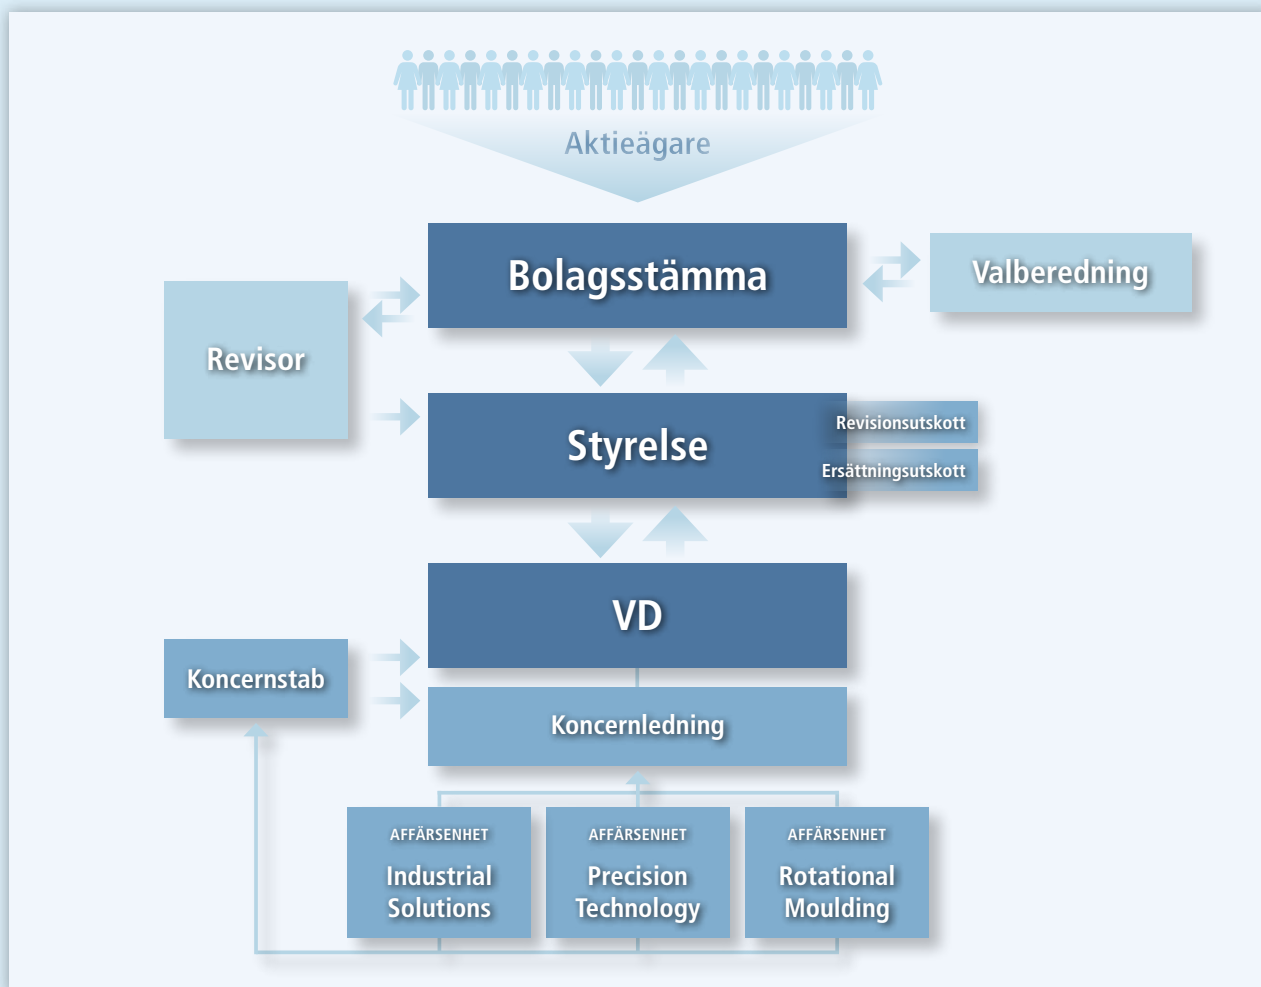 Aktieägare
Bolagsstämma
Valberedning
Revisor
Styrelse
Revisionsutskott
Ersättningsutskott
VD
Koncernstab
Koncernledning
AFFÄRSENHET
Industrial
Solutions
AFFÄRSENHET
Precision
Technology
AFFÄRSENHET
Rotational
Moulding